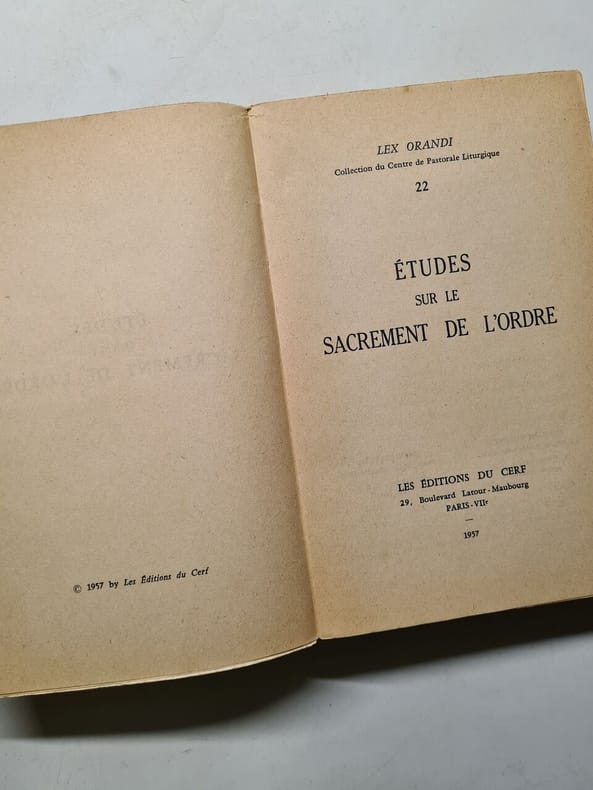 © 1957 by Les Éditions du Cerf
LEX ORANDI
Collection du Centre de Pastorale Liturgique
22
ÉTUDES
SUR LE
SACREMENT DE L'ORDRE
LES ÉDITIONS DU CERF
29, Boulevard Latour-Maubourg
PARIS-VIIe
—
1957